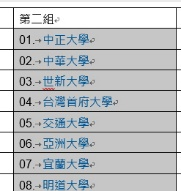 第二組
01.→中正大學
02.→中華大學
03.→世新大學
04.→台灣首府大學
05.→交通大學
06.→亞洲大學
07.→宜蘭大學
08.→明道大學